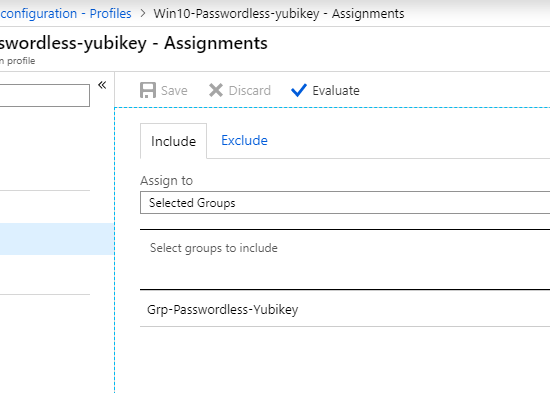 configuration - Profiles > Win10-Passwordless-yubikey - Assignments
swordless-yubikey - Assignments
n profile
«
Save Discard Evaluate
Include Exclude
Assign to
Selected Groups
Select groups to include
Grp-Passwordless-Yubikey